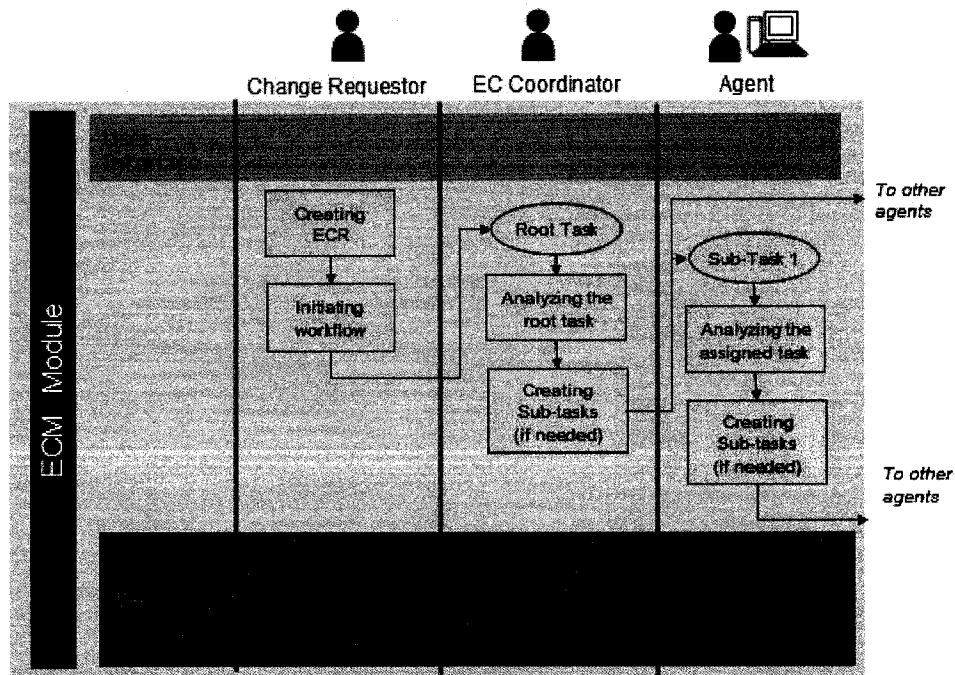 Change Requestor
EC Coordinator
Agent
ECM Module
Creating
ECR
Initiating
workflow
Root Task
Analyzing the
root task
Creating
Sub-tasks
(if needed)
Sub-Task 1
Analyzing the
assigned task
Creating
Sub-tasks
(if needed)
To other
agents
To other
agents